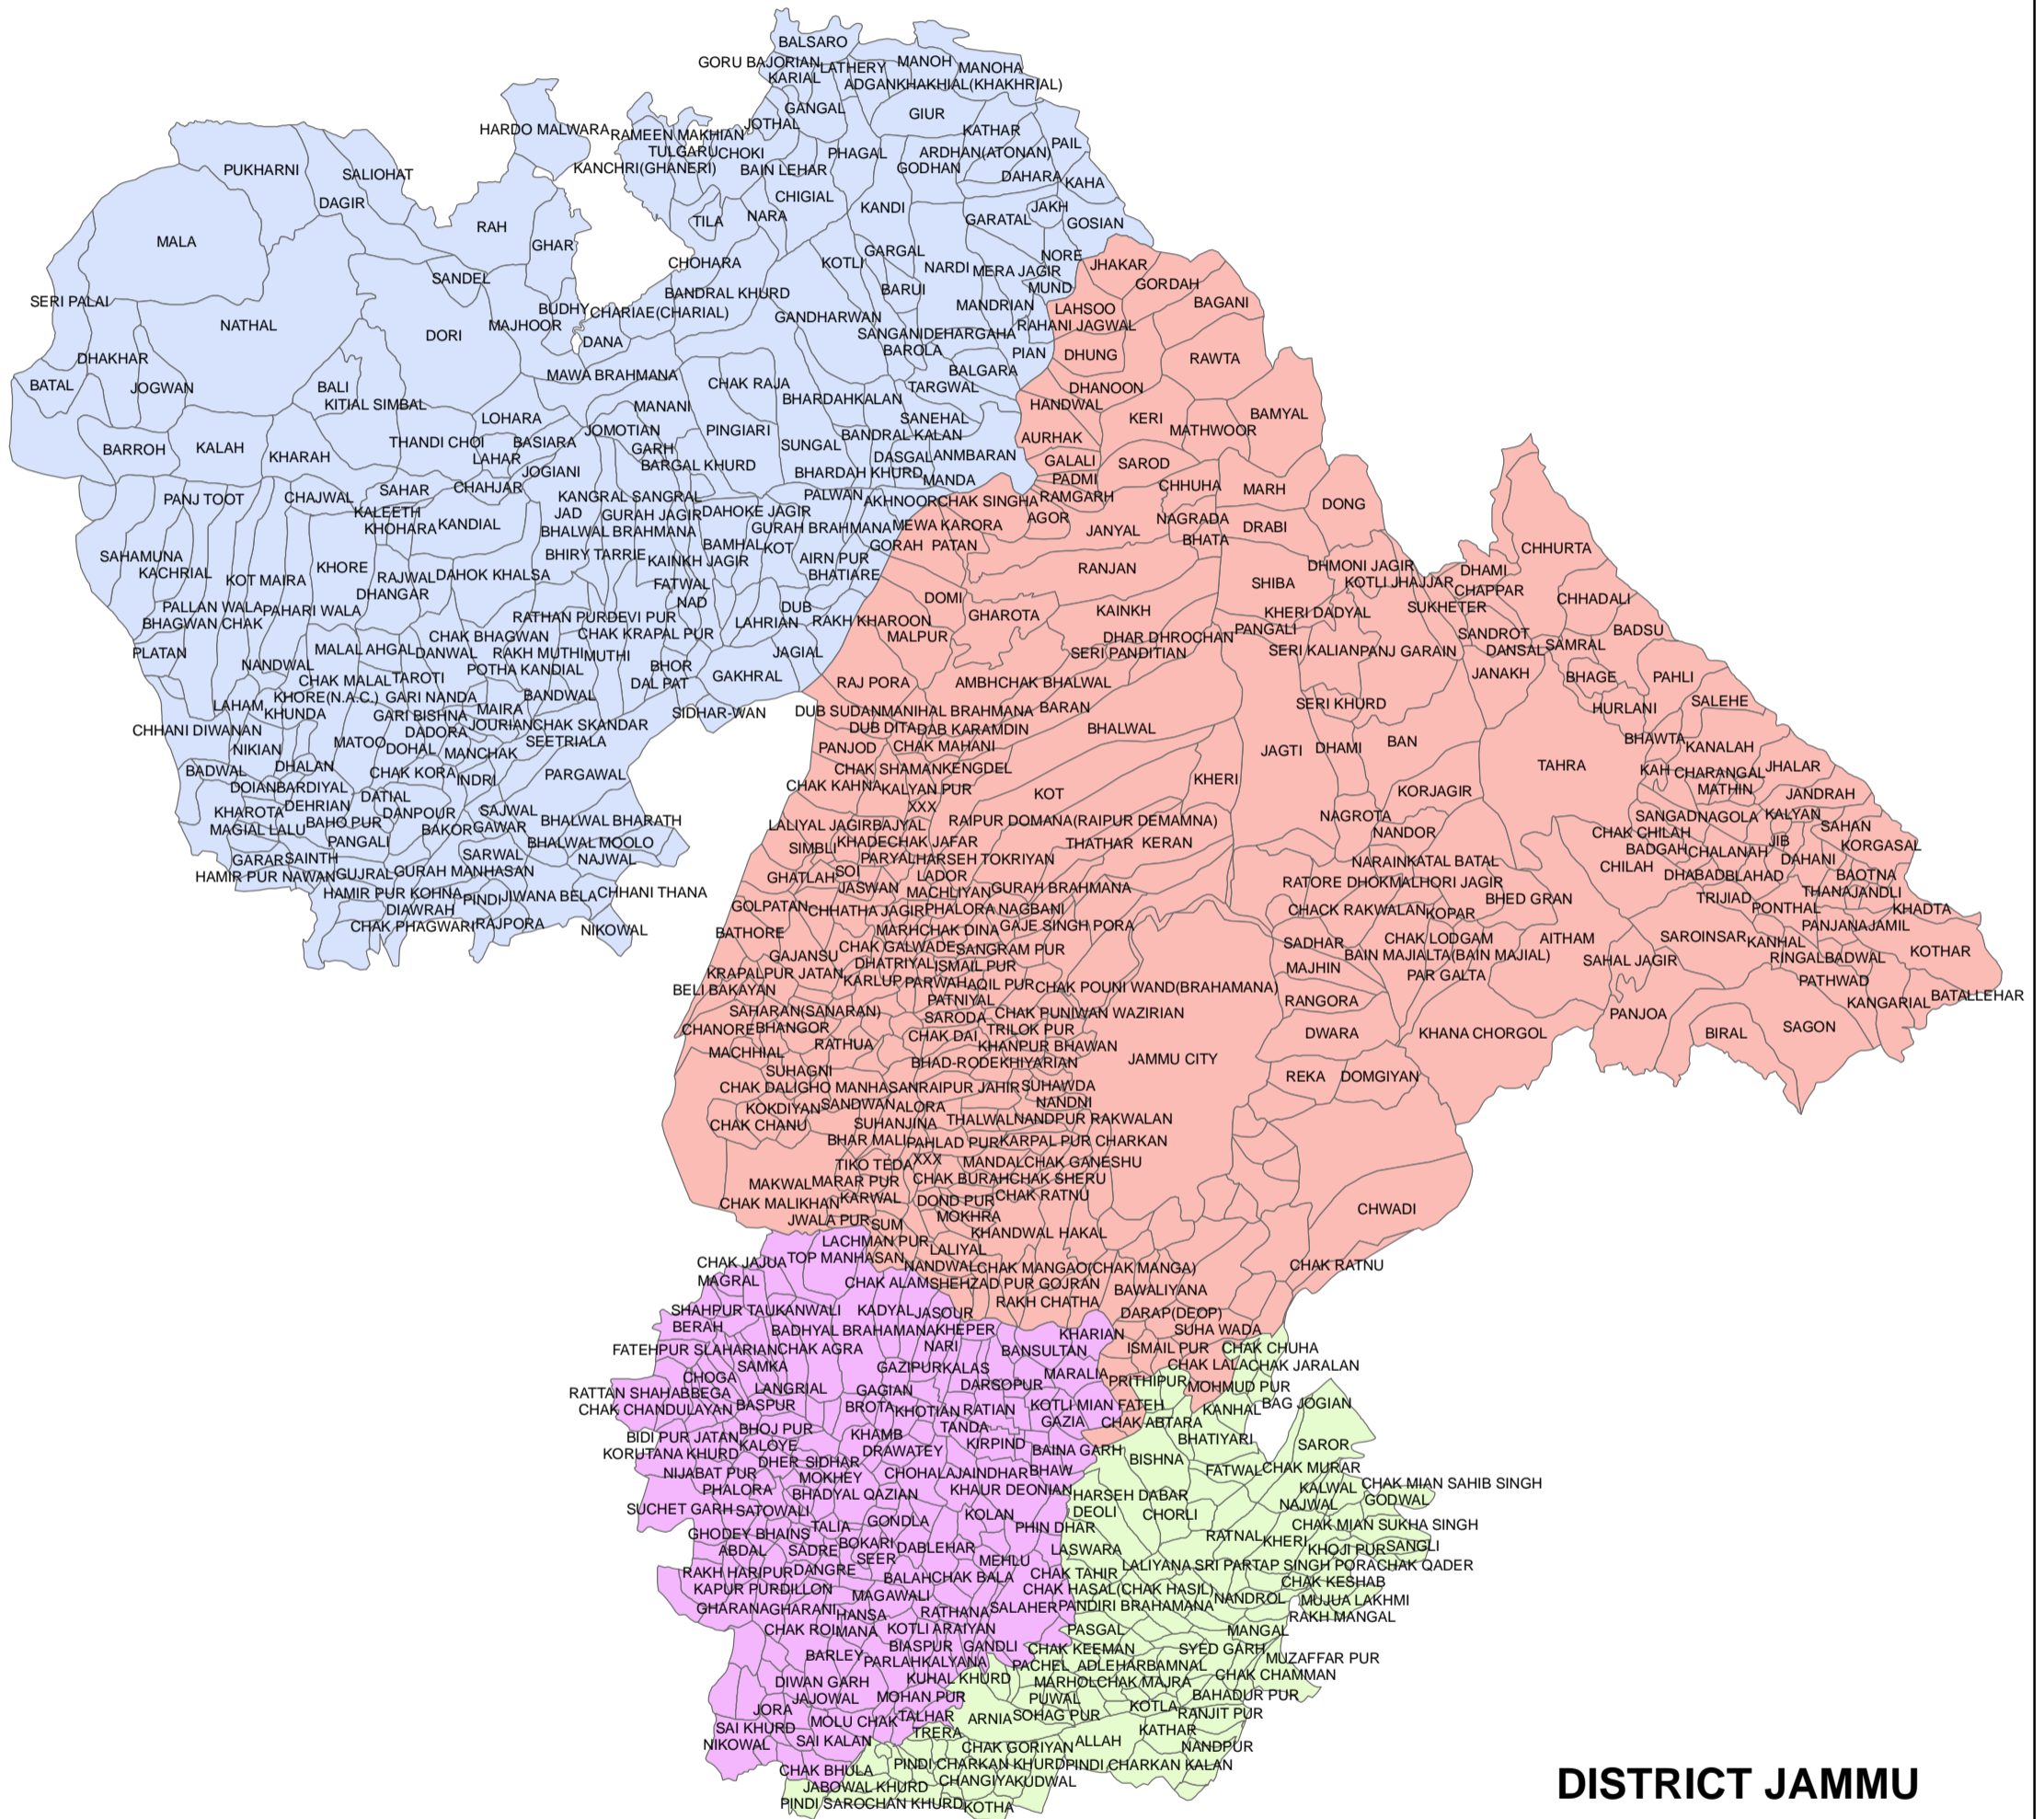 BALSARO
GORU BAJORIAN
LATHERY
MANOH
MANOHA
KARIAL
ADGAN
KHAKHIAL(KHAKHRIAL)
GANGAL
GIUR
JOTHAL
KATHAR
HARDO MALWARA
RAMEEN MAKHIAN
PAIL
TULGARU
CHOKI
PHAGAL
ARDHAN(ATONAN)
KANCHRI(GHANERI)
BAIN LEHAR
GODHAN
DAHARA
KAHA
PUKHARNI
SALIOHAT
DAGIR
CHIGIAL
KANDI
JAKH
GARATAL
GOSIAN
RAH
TILA
NARA
MALA
GHAR
GARGAL
NORE
CHOHARA
KOTLI
NARDI
MERA JAGIR
JHAKAR
SANDEL
BARUI
MUND
GORDAH
BANDRAL KHURD
SERI PALAI
BUDHY
CHARIAE(CHARIAL)
GANDHARWAN
MANDRIAN
LAHSOO
BAGANI
NATHAL
DORI
MAJHOOR
SANGANI
DEHARGAHA
RAHANI JAGWAL
DANA
BAROLA
PIAN
DHUNG
RAWTA
DHAKHAR
BALGARA
BATAL
JOGWAN
BALI
MAWA BRAHMANA
CHAK RAJA
TARGWAL
DHANOON
KITIAL SIMBAL
MANANI
BHARDAHKALAN
HANDWAL
LOHARA
SANEHAL
KERI
BAMYAL
JOMOTIAN
PINGIARI
BANDRAL KALAN
MATHWOOR
BARROH
KALAH
KHARAH
THANDI CHOI
BASIARA
GARH
SUNGAL
AURHAK
LAHAR
BARGAL KHURD
DASGAL
ANMBARAN
GALALI
SAROD
JOGIANI
BHARDAH KHURD
MANDA
PADMI
PANJ TOOT
CHAJWAL
SAHAR
CHAHJAR
KANGRAL
SANGRAL
PALWAN
AKHNOOR
CHAK SINGHA
RAMGARH
CHHUHA
MARH
DONG
KALEETH
JAD
GURAH JAGIR
DAHOKE JAGIR
AGOR
NAGRADA
KHOHARA
KANDIAL
BHALWAL BRAHMANA
GURAH BRAHMANA
MEWA KARORA
JANYAL
DRABI
BHATA
SAHAMUNA
BHIRY TARRIE
BAMHAL
KOT
GORAH
PATAN
CHHURTA
KACHRIAL
KOT MAIRA
KHORE
RAJWAL
DAHOK KHALSA
KAINKH JAGIR
AIRN PUR
RANJAN
DHMONI JAGIR
DHAMI
DHANGAR
FATWAL
BHATIARE
SHIBA
KOTLI JHAJJAR
CHAPPAR
PALLAN WALA
PAHARI WALA
NAD
DUB
DOMI
KAINKH
SUKHETER
CHHADALI
BHAGWAN CHAK
RATHAN PUR
DEVI PUR
LAHRIAN
RAKH KHAROON
GHAROTA
KHERI DADYAL
CHAK BHAGWAN
CHAK KRAPAL PUR
MALPUR
DHAR DHROCHAN
PANGALI
SANDROT
BADSU
PLATAN
MALAL AHGAL
DANWAL
RAKH MUTHI
MUTHI
JAGIAL
SERI PANDITIAN
SERI KALIAN
PANJ GARAIN
DANSAL
SAMRAL
NANDWAL
POTHA KANDIAL
BHOR
GAKHRAL
JANAKH
BHAGE
PAHLI
CHAK MALAL
TAROTI
DAL PAT
RAJ PORA
AMBH
CHAK BHALWAL
KHORE(N.A.C.)
GARI NANDA
BANDWAL
LAHAM
KHUNDA
GARI BISHNA
MAIRA
SIDHAR-WAN
DUB SUDAN
MANIHAL BRAHMANA
BARAN
SERI KHURD
HURLANI
SALEHE
CHHANI DIWANAN
DADORA
JOURIAN
CHAK SKANDAR
DUB DITA
DAB KARAMDIN
BHALWAL
NIKIAN
MATOO
DOHAL
MANCHAK
SEETRIALA
PANJOD
CHAK MAHANI
JAGTI
DHAMI
BAN
BHAWTA
KANALAH
BADWAL
DHALAN
CHAK KORA
INDRI
PARGAWAL
CHAK SHAMAN
KENGDEL
KHERI
TAHRA
KAH
CHARANGAL
JHALAR
DOIAN
BARDIYAL
CHAK KAHNA
KALYAN PUR
KOT
KORJAGIR
MATHIN
JANDRAH
DATIAL
XXX
KHAROTA
DEHRIAN
DANPOUR
SAJWAL
BHALWAL BHARATH
LALIYAL JAGIR
BAJYAL
RAIPUR DOMANA(RAIPUR DEMAMNA)
NAGROTA
SANGAD
NAGOLA
KALYAN
MAGIAL LALU
BAHO PUR
BAKOR
GAWAR
NANDOR
CHAK CHILAH
SAHAN
PANGALI
BHALWAL MOOLO
SIMBLI
KHADE
CHAK JAFAR
THATHAR
KERAN
BADGAH
CHALANAH
JIB
KORGASAL
GARAR
SAINTH
SARWAL
NAJWAL
PARYAL
HARSEH TOKRIYAN
NARAIN
KATAL BATAL
CHILAH
DAHANI
HAMIR PUR NAWAN
GUJRAL
GURAH MANHASAN
GHATLAH
SOI
LADOR
DHABAD
BLAHAD
BAOTNA
HAMIR PUR KOHNA
PINDI
JIWANA BELA
CHHANI THANA
JASWAN
MACHLIYAN
GURAH BRAHMANA
RATORE DHOK
MALHORI JAGIR
BHED GRAN
TRIJIAD
THANA
JANDLI
DIAWRAH
GOLPATAN
CHHATHA JAGIR
PHALORA NAGBANI
CHACK RAKWALAN
KOPAR
PONTHAL
KHADTA
CHAK PHAGWARI
RAJPORA
NIKOWAL
BATHORE
MARH
CHAK DINA
GAJE SINGH PORA
PANJANA
JAMIL
GAJANSU
CHAK GALWADE
SANGRAM PUR
SADHAR
CHAK LODGAM
AITHAM
SAROINSAR
KANHAL
KOTHAR
DHATRIYAL
ISMAIL PUR
BAIN MAJIALTA(BAIN MAJIAL)
SAHAL JAGIR
RINGAL
BADWAL
KRAPALPUR JATAN
MAJHIN
PAR GALTA
BELI BAKAYAN
KARLUP
PARWAH
AQIL PUR
CHAK POUNI WAND(BRAHAMANA)
PATHWAD
PATNIYAL
RANGORA
KANGARIAL
BATALLEHAR
SAHARAN(SANARAN)
SARODA
CHAK PUNIWAN WAZIRIAN
PANJOA
CHANORE
BHANGOR
CHAK DAI
TRILOK PUR
DWARA
KHANA CHORGOL
BIRAL
SAGON
MACHHIAL
RATHUA
KHANPUR BHAWAN
SUHAGNI
BHAD-RODE
KHIYARIAN
JAMMU CITY
CHAK DALI
GHO MANHASAN
RAIPUR JAHIR
SUHAWDA
REKA
DOMGIYAN
KOKDIYAN
SANDWAN
ALORA
NANDNI
CHAK CHANU
SUHANJINA
THALWAL
NANDPUR RAKWALAN
BHAR MALI
PAHLAD PUR
KARPAL PUR CHARKAN
TIKO TEDA
XXX
MANDAL
CHAK GANESHU
MAKWAL
MARAR PUR
CHAK BURAH
CHAK SHERU
CHAK MALIKHAN
KARWAL
DOND PUR
CHAK RATNU
CHWADI
JWALA PUR
SUM
MOKHRA
LACHMAN PUR
KHANDWAL
HAKAL
CHAK JAJUA
TOP MANHASAN
LALIYAL
MAGRAL
NANDWAL
CHAK MANGAO(CHAK MANGA)
CHAK RATNU
CHAK ALAM
SHEHZAD PUR GOJRAN
BAWALIYANA
SHAHPUR TAUKAN
WALI
KADYAL
JASOUR
RAKH CHATHA
DARAP(DEOP)
BERAH
BADHYAL BRAHAMANA
KHEPER
KHARIAN
SUHA WADA
FATEHPUR SLAHARIAN
CHAK AGRA
NARI
BANSULTAN
ISMAIL PUR
CHAK CHUHA
SAMKA
GAZIPUR
KALAS
MARALIA
CHAK LALA
CHAK JARALAN
CHOGA
LANGRIAL
GAGIAN
DARSOPUR
PRITHIPUR
MOHMUD PUR
RATTAN SHAHABBEGA
BASPUR
BROTA
KHOTIAN
RATIAN
KOTLI MIAN FATEH
KANHAL
BAG JOGIAN
CHAK CHANDULAYAN
GAZIA
CHAK ABTARA
BHOJ PUR
TANDA
BHATIYARI
BIDI PUR JATAN
KALOYE
KHAMB
KIRPIND
BAINA GARH
SAROR
KORUTANA KHURD
DHER
SIDHAR
DRAWATEY
BISHNA
NIJABAT PUR
MOKHEY
CHOHALA
JAINDHAR
BHAW
FATWAL
CHAK MURAR
PHALORA
BHADYAL QAZIAN
KHAUR DEONIAN
HARSEH DABAR
KALWAL
CHAK MIAN SAHIB SINGH
SUCHET GARH
SATOWALI
GONDLA
KOLAN
DEOLI
CHORLI
NAJWAL
GODWAL
GHODEY BHAINS
TALIA
PHIN DHAR
RATNAL
CHAK MIAN SUKHA SINGH
ABDAL
SADRE
BOKARI
DABLEHAR
LASWARA
KHERI
KHOJI PUR
SANGLI
RAKH HARIPUR
DANGRE
SEER
MEHLU
CHAK TAHIR
LALIYANA
SRI PARTAP SINGH PORA
CHAK QADER
KAPUR PUR
DILLON
BALAH
CHAK BALA
CHAK HASAL(CHAK HASIL)
CHAK KESHAB
MAGAWALI
NANDROL
MUJUA LAKHMI
GHARANA
GHARANI
HANSA
RATHANA
SALAHER
PANDIRI BRAHAMANA
RAKH MANGAL
CHAK ROI
MANA
KOTLI ARAIYAN
PASGAL
MANGAL
BARLEY
BIASPUR
GANDLI
CHAK KEEMAN
SYED GARH
PARLAH
KALYANA
PACHEL
ADLEHAR
BAMNAL
MUZAFFAR PUR
DIWAN GARH
KUHAL KHURD
MARHOL
CHAK MAJRA
CHAK CHAMMAN
JAJOWAL
MOHAN PUR
PUWAL
BAHADUR PUR
JORA
MOLU CHAK
TALHAR
ARNIA
SOHAG PUR
KOTLA
RANJIT PUR
SAI KHURD
TRERA
KATHAR
NIKOWAL
SAI KALAN
CHAK GORIYAN
ALLAH
NANDPUR
CHAK BHULA
PINDI CHARKAN KHURD
PINDI CHARKAN KALAN
JABOWAL KHURD
CHANGIYA
KUDWAL
PINDI SAROCHAN KHURD
KOTHA
DISTRICT JAMMU